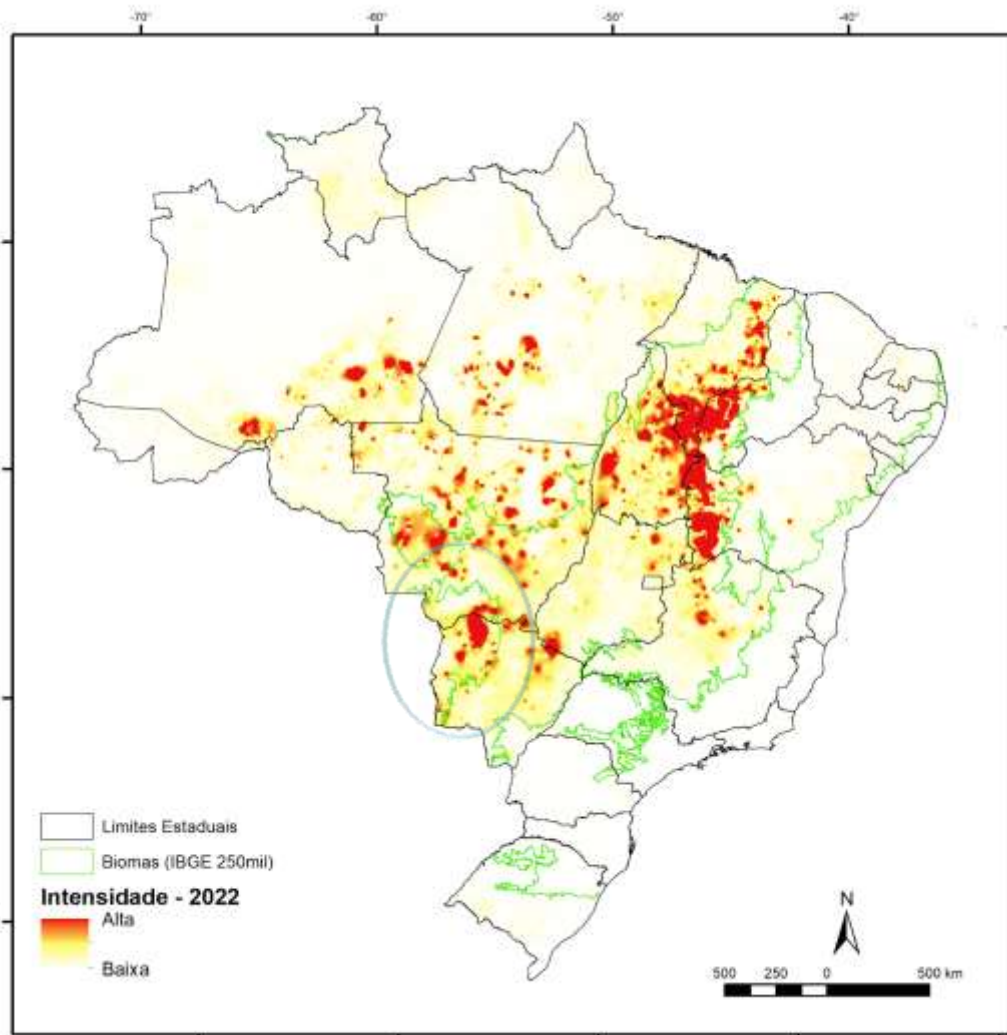 -70°
-60°
-50°
-40°
Limites Estaduais
Biomas (IBGE 250mil)
Intensidade - 2022
Alta
Baixa
N
500 250 0 500 km